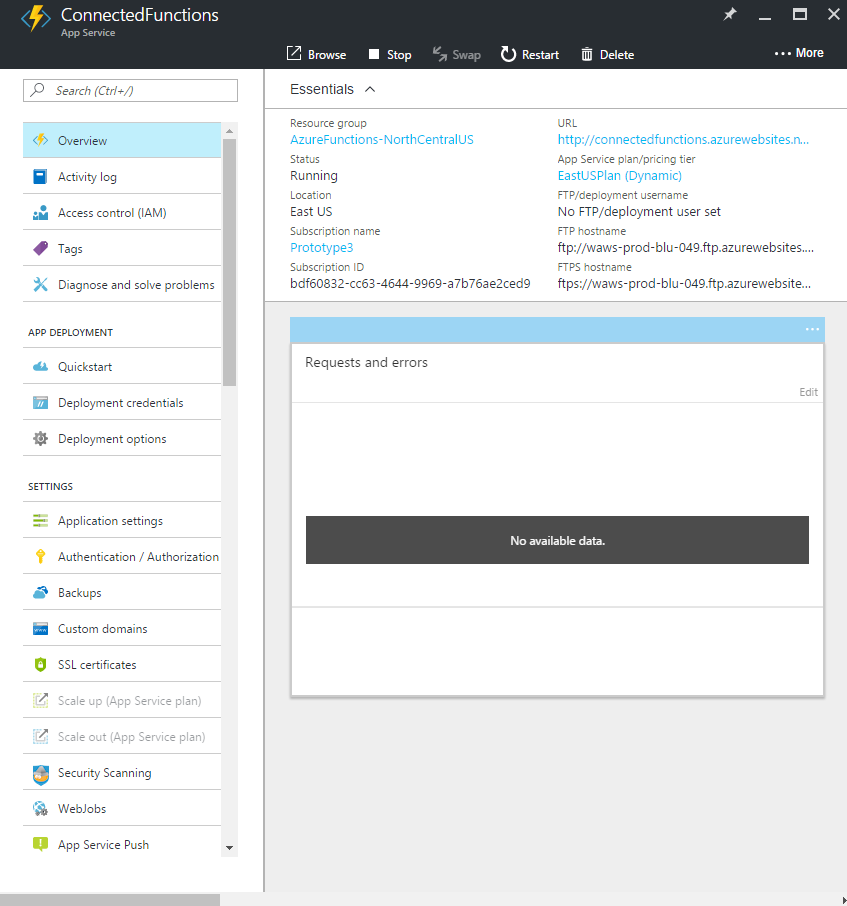 ConnectedFunctions
App Service
Browse Stop Swap Restart Delete ··· More
Search (Ctrl+/)
Overview
Activity log
Access control (IAM)
Tags
Diagnose and solve problems
APP DEPLOYMENT
Quickstart
Deployment credentials
Deployment options
SETTINGS
Application settings
Authentication / Authorization
Backups
Custom domains
SSL certificates
Scale up (App Service plan)
Scale out (App Service plan)
Security Scanning
WebJobs
App Service Push
Essentials
Resource group
AzureFunctions-NorthCentralUS
Status
Running
Location
East US
Subscription name
Prototype3
Subscription ID
bdf60832-cc63-4644-9969-a7b76ae2ced9
URL
http://connectedfunctions.azurewebsites.n...
App Service plan/pricing tier
EastUSPlan (Dynamic)
FTP/deployment username
No FTP/deployment user set
FTP hostname
ftp://waws-prod-blu-049.ftp.azurewebsites....
FTPS hostname
ftps://waws-prod-blu-049.ftp.azurewebsite...
···
Requests and errors
Edit
No available data.